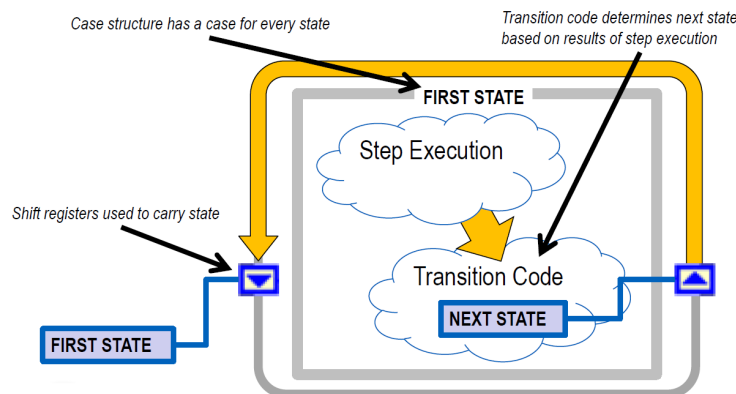 Case structure has a case for every state
Transition code determines next state
based on results of step execution
FIRST STATE
Step Execution
Shift registers used to carry state
Transition Code
NEXT STATE
FIRST STATE